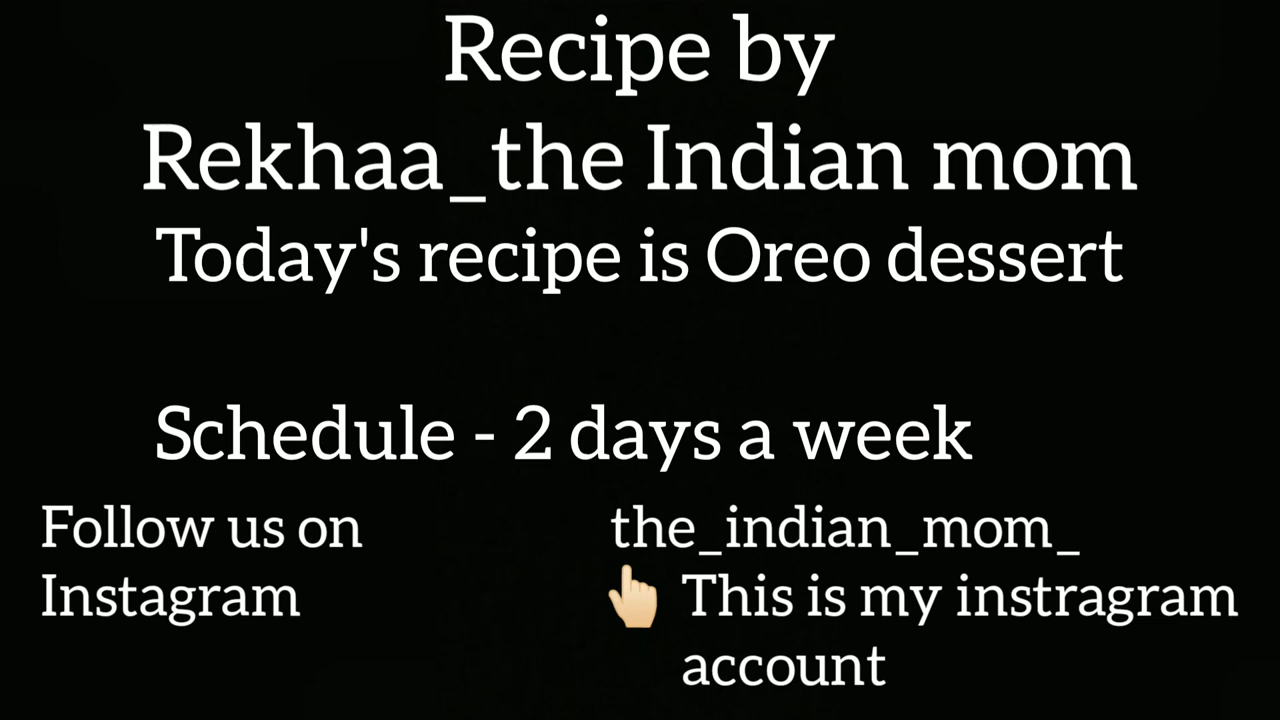 Recipe by
Rekhaa_the Indian mom
Today's recipe is Oreo dessert
Schedule - 2 days a week
Follow us on
Instagram
the_indian_mom_
👆🏼 This is my instragram
account